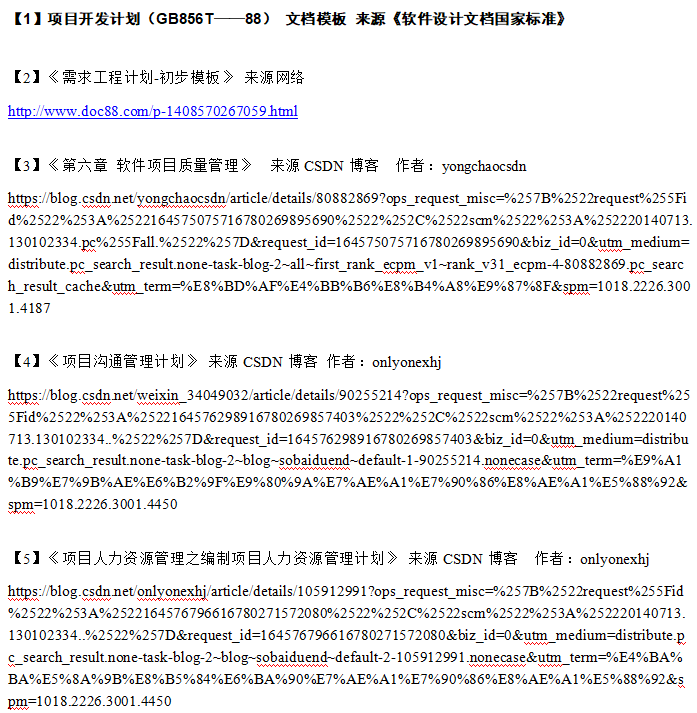 【1】项目开发计划（GB856T——88） 文档模板 来源《软件设计文档国家标准》
【2】《需求工程计划-初步模板》 来源网络
http://www.doc88.com/p-1408570267059.html
【3】《第六章 软件项目质量管理》 来源 CSDN 博客 作者：yongchaocsdn
https://blog.csdn.net/yongchaocsdn/article/details/80882869?ops_request_misc=%257B%2522request%255Fi
d%2522%253A%2522164575075716780269895690%2522%252C%2522scm%2522%253A%252220140713.
130102334.pc%255Fall.%2522%257D&request_id=164575075716780269895690&biz_id=0&utm_medium=
distribute.pc_search_result.none-task-blog-2~all~first_rank_ecpm_v1~rank_v31_ecpm-4-80882869.pc_searc
h_result_cache&utm_term=%E8%BD%AF%E4%BB%B6%E8%B4%A8%E9%87%8F&spm=1018.2226.300
1.4187
【4】《项目沟通管理计划》 来源 CSDN 博客 作者：onlyonexhj
https://blog.csdn.net/weixin_34049032/article/details/90255214?ops_request_misc=%257B%2522request%25
5Fid%2522%253A%2522164576298916780269857403%2522%252C%2522scm%2522%253A%252220140
713.130102334..%2522%257D&request_id=164576298916780269857403&biz_id=0&utm_medium=distribu
te.pc_search_result.none-task-blog-2~blog~sobaiduend~default-1-90255214.nonecase&utm_term=%E9%A1
%B9%E7%9B%AE%E6%B2%9F%E9%80%9A%E7%AE%A1%E7%90%86%E8%AE%A1%E5%88%92&
spm=1018.2226.3001.4450
【5】《项目人力资源管理之编制项目人力资源管理计划》 来源 CSDN 博客 作者：onlyonexhj
https://blog.csdn.net/onlyonexhj/article/details/105912991?ops_request_misc=%257B%2522request%255Fid
%2522%253A%2522164576796616780271572080%2522%252C%2522scm%2522%253A%252220140713.
130102334..%2522%257D&request_id=164576796616780271572080&biz_id=0&utm_medium=distribute.p
c_search_result.none-task-blog-2~blog~sobaiduend~default-2-105912991.nonecase&utm_term=%E4%BA%
BA%E5%8A%9B%E8%B5%84%E6%BA%90%E7%AE%A1%E7%90%86%E8%AE%A1%E5%88%92&s
pm=1018.2226.3001.4450